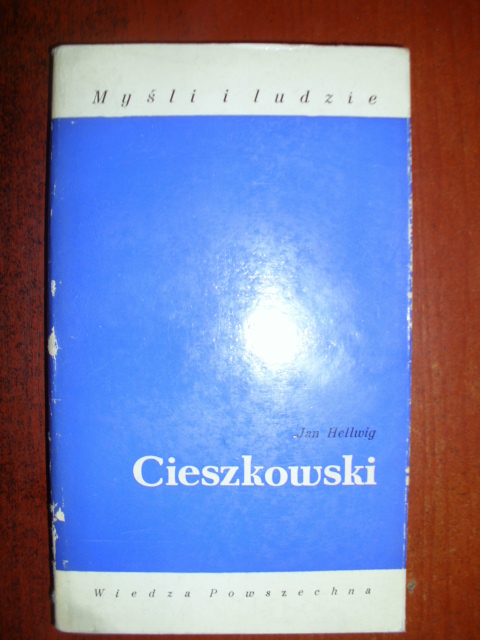 Myśli i ludzie
Jan Hellwig
Cieszkowski
Wiedza Powszechna